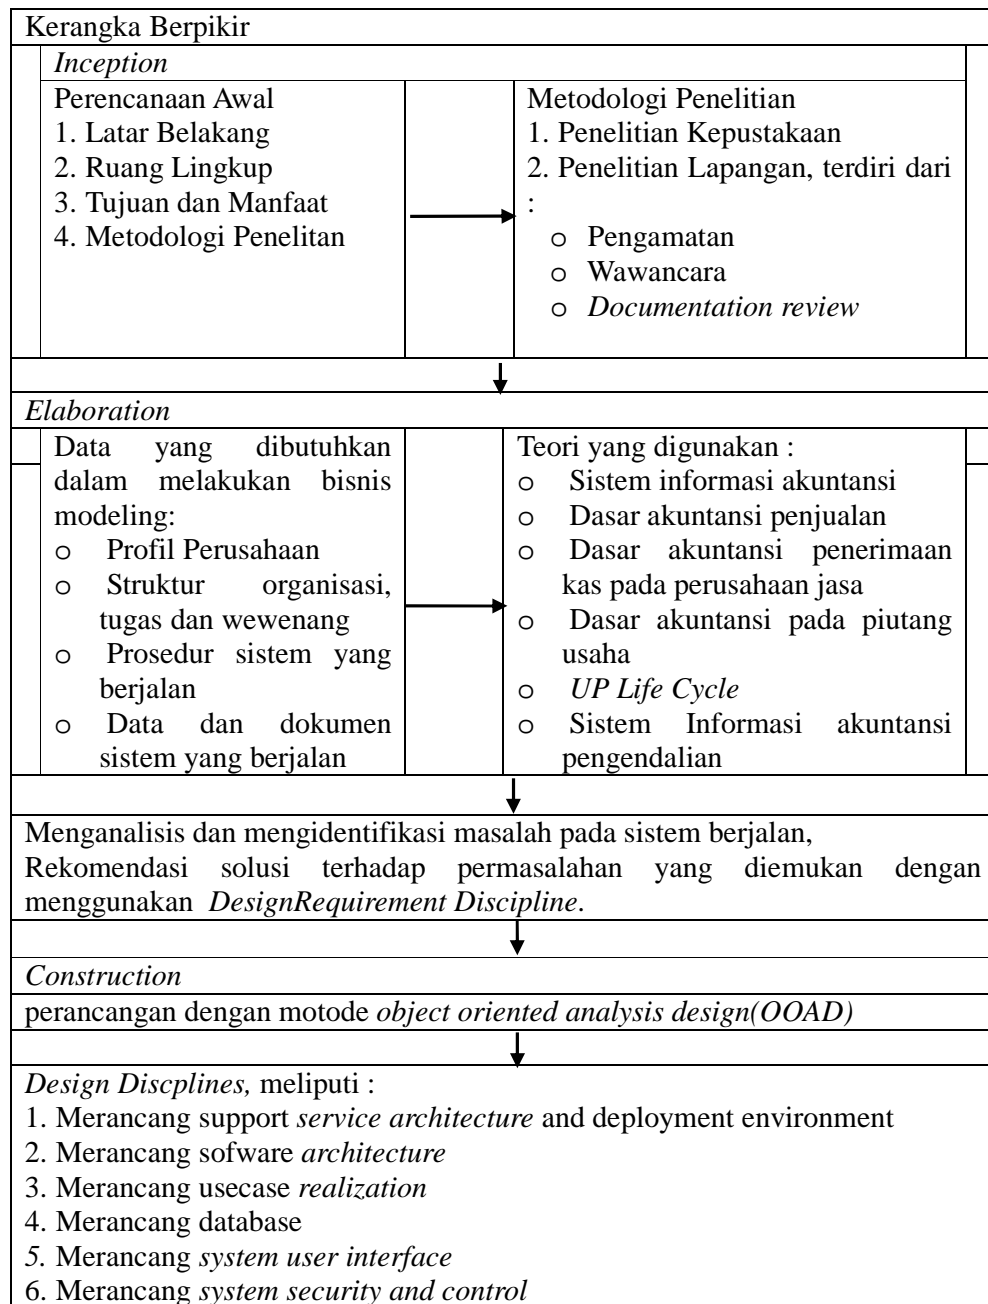 Kerangka Berpikir
Inception
Perencanaan Awal
1. Latar Belakang
2. Ruang Lingkup
3. Tujuan dan Manfaat
4. Metodologi Penelitan
Metodologi Penelitian
1. Penelitian Kepustakaan
2. Penelitian Lapangan, terdiri dari
:
o Pengamatan
o Wawancara
o Documentation review
Elaboration
Data yang dibutuhkan
dalam melakukan bisnis
modeling:
o Profil Perusahaan
o Struktur organisasi,
tugas dan wewenang
o Prosedur sistem yang
berjalan
o Data dan dokumen
sistem yang berjalan
Teori yang digunakan :
o Sistem informasi akuntansi
o Dasar akuntansi penjualan
o Dasar akuntansi penerimaan
kas pada perusahaan jasa
o Dasar akuntansi pada piutang
usaha
o UP Life Cycle
o Sistem Informasi akuntansi
pengendalian
Menganalisis dan mengidentifikasi masalah pada sistem berjalan,
Rekomendasi solusi terhadap permasalahan yang diemukan dengan
menggunakan DesignRequirement Discipline.
Construction
perancangan dengan motode object oriented analysis design(OOAD)
Design Discplines, meliputi :
1. Merancang support service architecture and deployment environment
2. Merancang sofware architecture
3. Merancang usecase realization
4. Merancang database
5. Merancang system user interface
6. Merancang system security and control